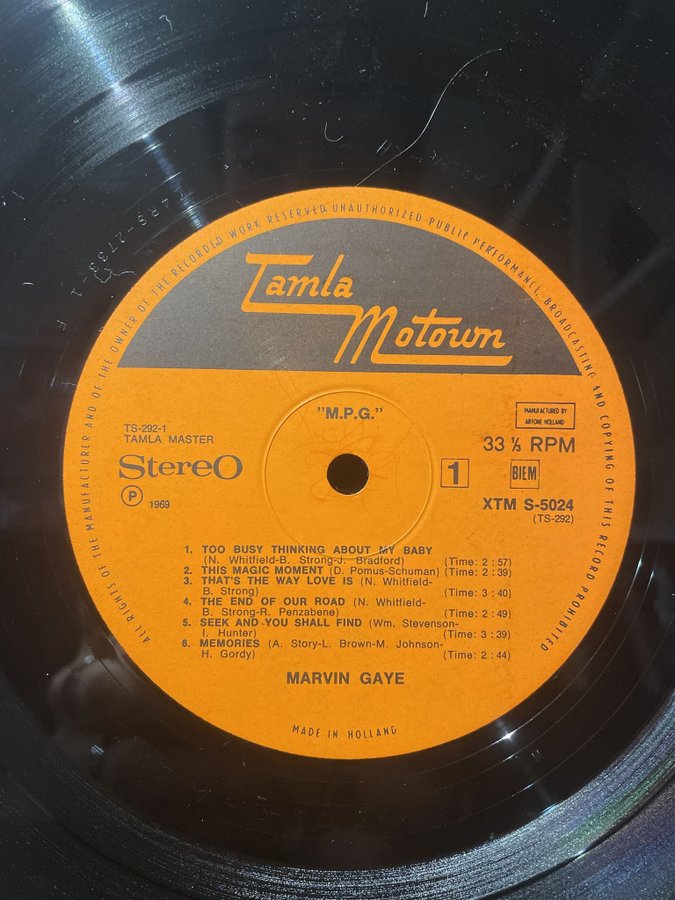 ALL RIGHTS OF THE MANUFACTURER AND OF THE OWNER OF THE RECORDED WORK RESERVED UNAUTHORIZED PUBLIC PERFORMANCE, BROADCASTING AND COPYING OF THIS RECORD PROHIBITED
Tamla
Motown
"M.P.G."
MANUFACTURED BY
ARTONE HOLLAND
TS-292-1
TAMLA MASTER
33 ⅓ RPM
Stereo
1
BIEM
P 1969
XTM S-5024
(TS-292)
1. TOO BUSY THINKING ABOUT MY BABY
(N. Whitfield-B. Strong-J. Bradford) (Time: 2 : 57)
2. THIS MAGIC MOMENT (D. Pomus-Schuman) (Time: 2 : 39)
3. THAT'S THE WAY LOVE IS (N. Whitfield-
B. Strong) (Time: 3 : 40)
4. THE END OF OUR ROAD (N. Whitfield-
B. Strong-R. Penzabene) (Time: 2 : 49)
5. SEEK AND YOU SHALL FIND (Wm. Stevenson-
I. Hunter) (Time: 3 : 39)
6. MEMORIES (A. Story-L. Brown-M. Johnson-
H. Gordy) (Time: 2 : 44)
MARVIN GAYE
MADE IN HOLLAND